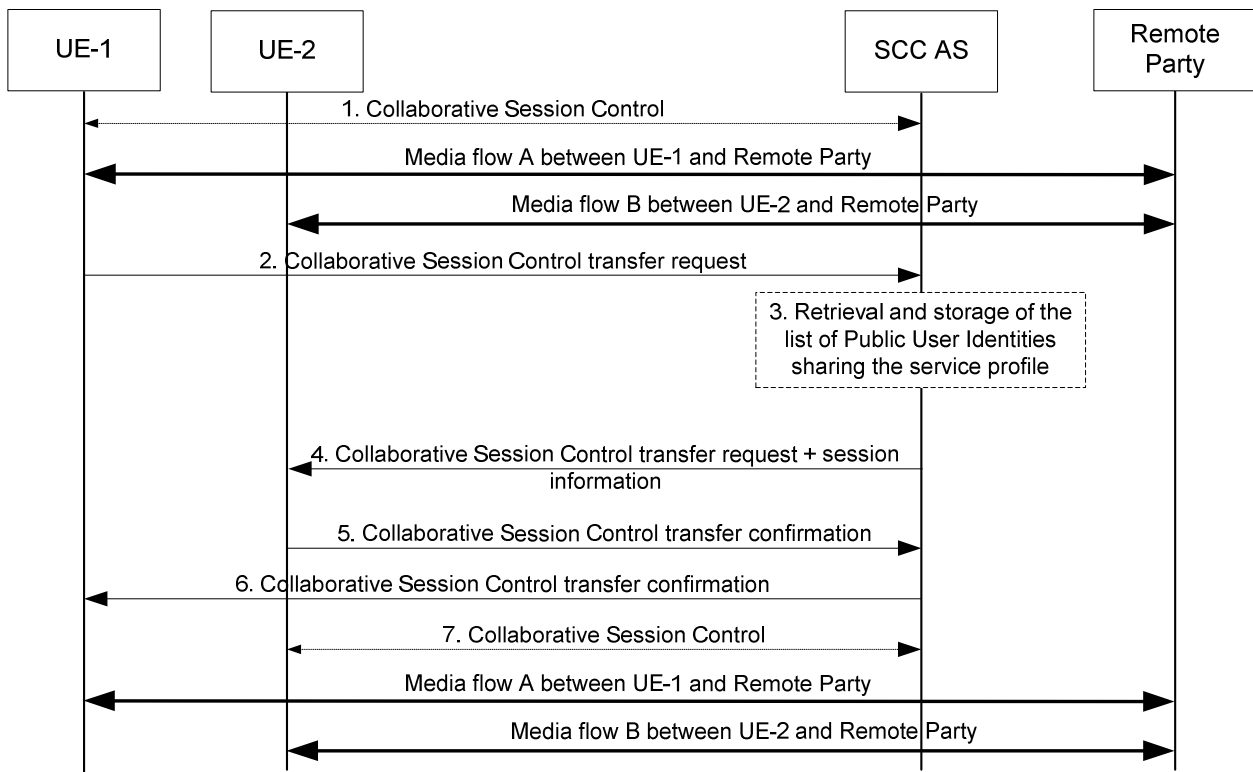 UE-1
UE-2
SCC AS
Remote
Party
1. Collaborative Session Control
Media flow A between UE-1 and Remote Party
Media flow B between UE-2 and Remote Party
2. Collaborative Session Control transfer request
3. Retrieval and storage of the
list of Public User Identities
sharing the service profile
4. Collaborative Session Control transfer request + session
information
5. Collaborative Session Control transfer confirmation
6. Collaborative Session Control transfer confirmation
7. Collaborative Session Control
Media flow A between UE-1 and Remote Party
Media flow B between UE-2 and Remote Party